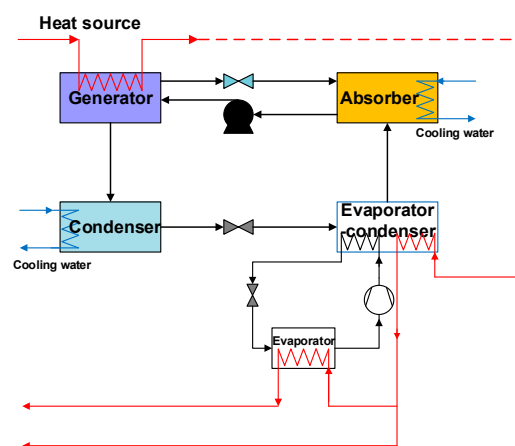 Heat source
Generator
Absorber
Cooling water
Condenser
Evaporator
-condenser
Cooling water
Evaporator